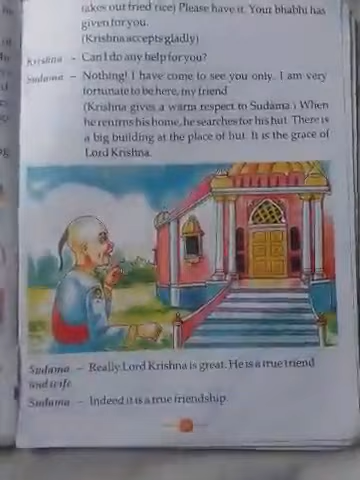 takes out fried rice) Please have it. Your bhabhi has
given for you.
(Krishna accepts gladly)
Krishna – Can I do any help for you?
Sudama – Nothing! I have come to see you only. I am very
fortunate to be here, my friend
(Krishna gives a warm respect to Sudama.) When
he returns his home, he searches for his hut. There is
a big building at the place of hut. It is the grace of
Lord Krishna.
Sudama – Really Lord Krishna is great. He is a true friend
and wife
Sudama – Indeed it is a true friendship.